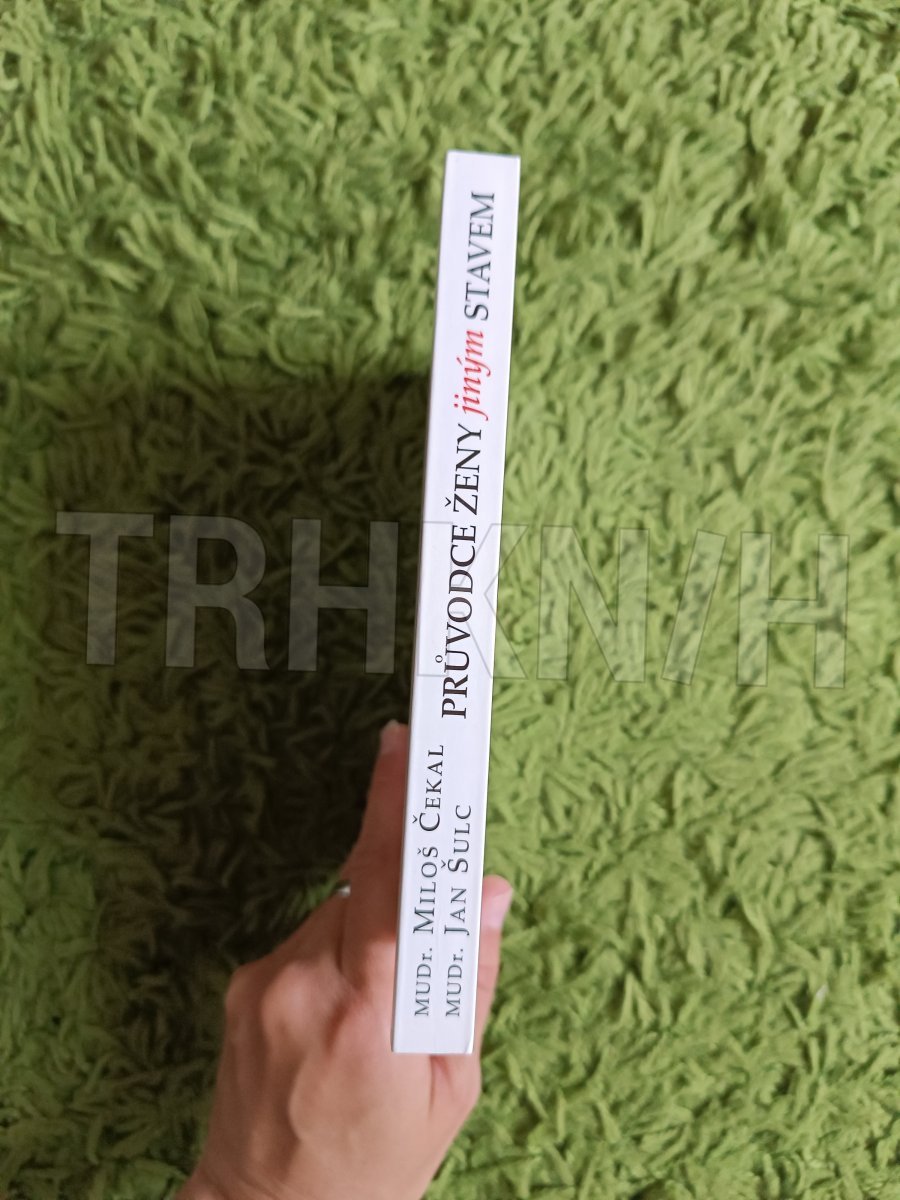 MUDr. MILOŠ ČEKAL
MUDr. JAN ŠULC
PRŮVODCE ŽENY jiným STAVEM
TRHKNIH